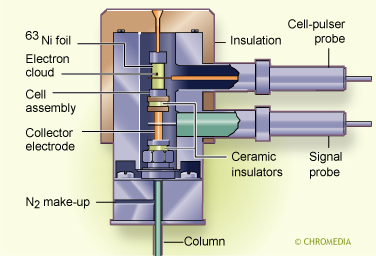 63Ni foil
Electron
cloud
Cell
assembly
Collector
electrode
N2 make-up
Column
Insulation
Cell-pulser
probe
Ceramic
insulators
Signal
probe
© CHROMEDIA